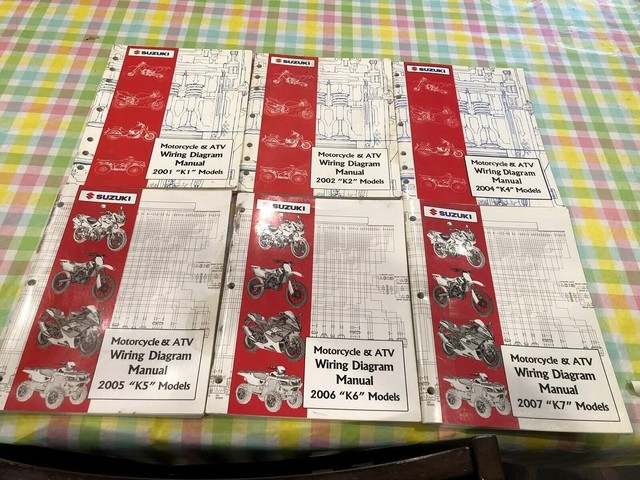 SUZUKI
Motorcycle & ATV
Wiring Diagram
Manual
2001 "K1" Models
SUZUKI
Motorcycle & ATV
Wiring Diagram
Manual
2002 "K2" Models
SUZUKI
Motorcycle & ATV
Wiring Diagram
Manual
2004 "K4" Models
SUZUKI
Motorcycle & ATV
Wiring Diagram
Manual
2005 "K5" Models
SUZUKI
Motorcycle & ATV
Wiring Diagram
Manual
2006 "K6" Models
SUZUKI
Motorcycle & ATV
Wiring Diagram
Manual
2007 "K7" Models